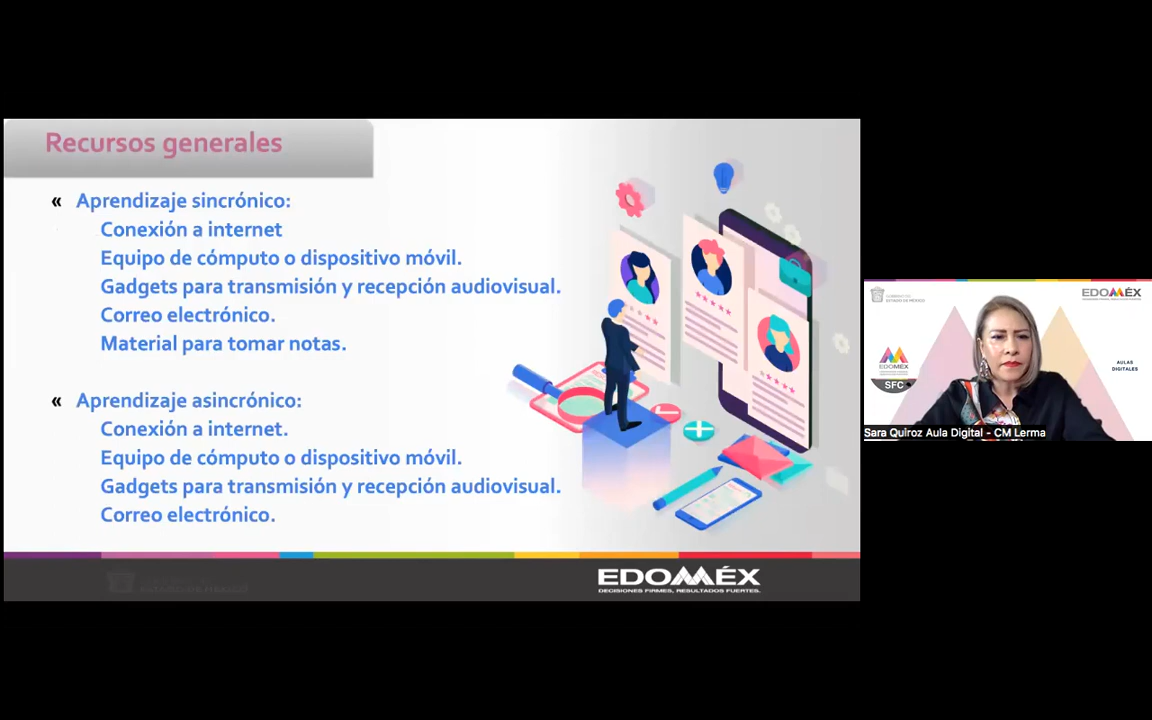 Recursos generales
« Aprendizaje sincrónico:
Conexión a internet
Equipo de cómputo o dispositivo móvil.
Gadgets para transmisión y recepción audiovisual.
Correo electrónico.
Material para tomar notas.
« Aprendizaje asincrónico:
Conexión a internet.
Equipo de cómputo o dispositivo móvil.
Gadgets para transmisión y recepción audiovisual.
Correo electrónico.
EDOMÉX
DECISIONES FIRMES, RESULTADOS FUERTES.
GOBIERNO DEL
ESTADO DE MÉXICO
EDOMÉX
EDOMEX
SFC
AULAS
DIGITALES
Sara Quiroz Aula Digital - CM Lerma